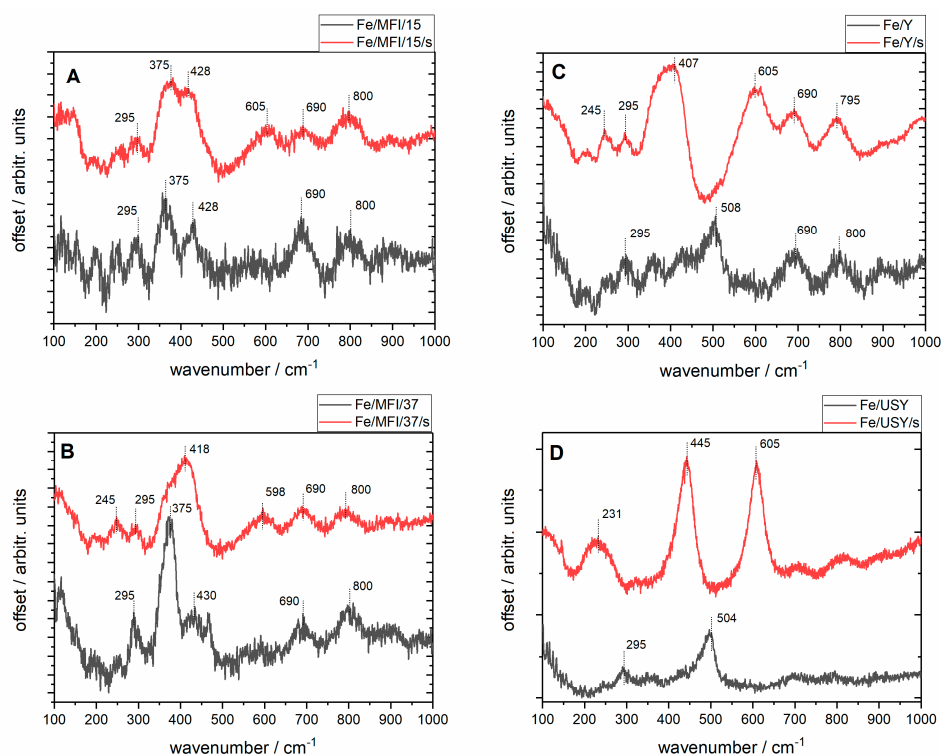 Fe/MFI/15
Fe/MFI/15/s
A
375
428
295
605
690
800
375
295
428
690
800
offset / arbitr. units
100 200 300 400 500 600 700 800 900 1000
wavenumber / cm-1
Fe/Y
Fe/Y/s
C
407
605
245
295
690
795
508
295
690
800
offset / arbitr. units
100 200 300 400 500 600 700 800 900 1000
wavenumber / cm-1
Fe/MFI/37
Fe/MFI/37/s
B
418
245
295
375
598
690
800
295
430
690
800
offset / arbitr. units
100 200 300 400 500 600 700 800 900 1000
wavenumber / cm-1
Fe/USY
Fe/USY/s
D
445
605
231
504
295
offset / arbitr. units
100 200 300 400 500 600 700 800 900 1000
wavenumber / cm-1